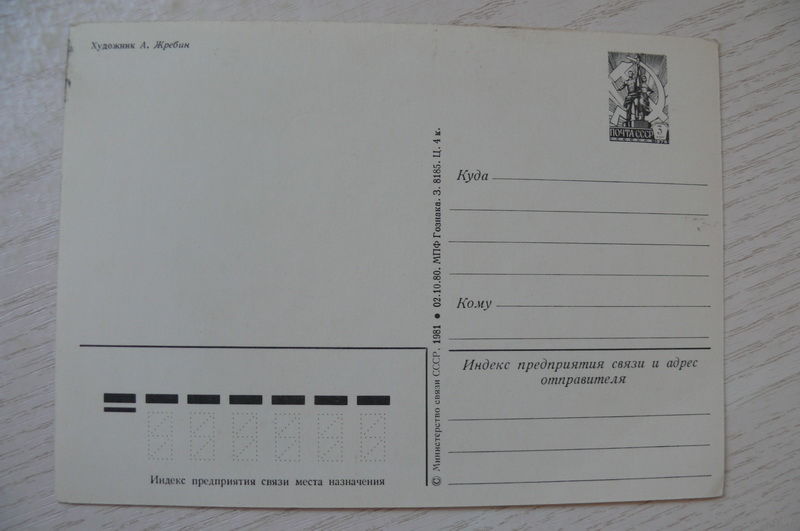 Художник А. Жребин
ПОЧТА СССР 3
Куда
Кому
© Министерство связи СССР, 1981 ● 02.10.80. МПФ Гознака. З. 8185. Ц. 4 к.
Индекс предприятия связи и адрес
отправителя
Индекс предприятия связи места назначения